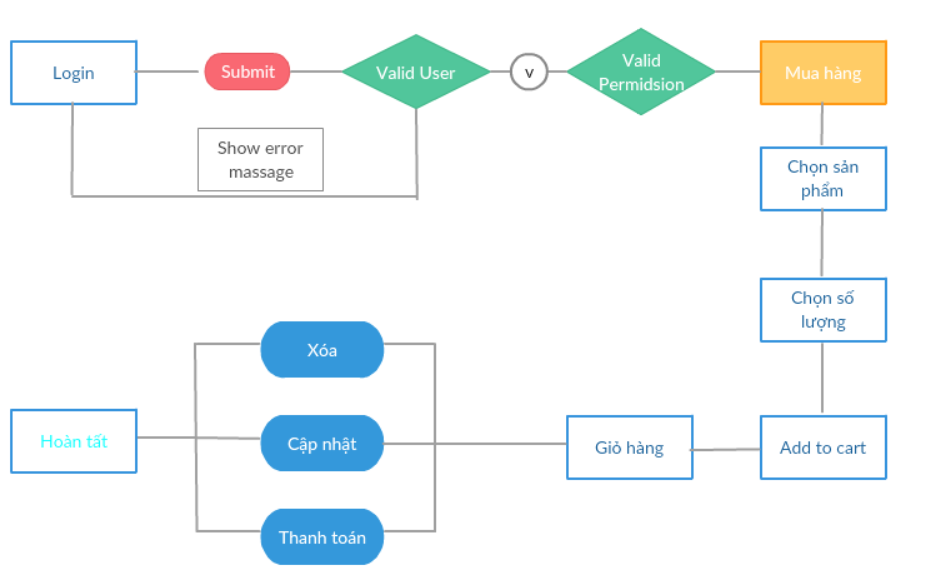 Login
Submit
Valid User
v
Valid
Permidsion
Mua hàng
Show error
massage
Chọn sản
phẩm
Chọn số
lượng
Xóa
Hoàn tất
Cập nhật
Giỏ hàng
Add to cart
Thanh toán